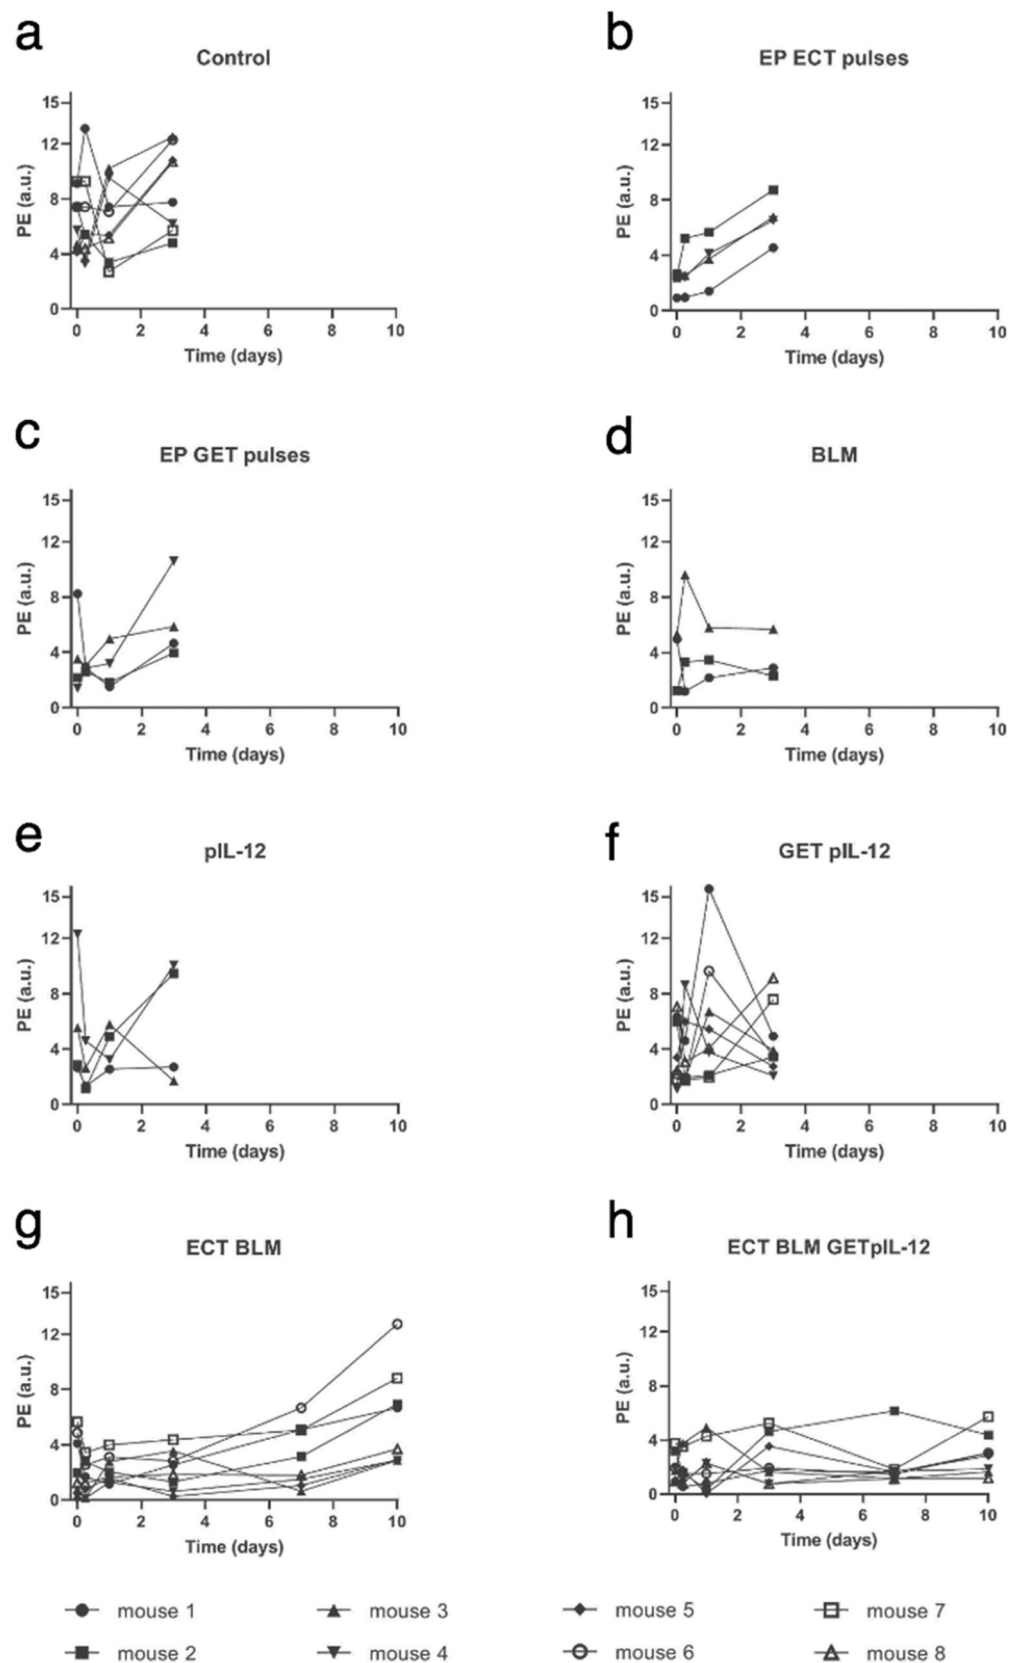 a
Control
15
12
8
4
0
PE (a.u.)
0 2 4 6 8 10
Time (days)
b
EP ECT pulses
15
12
8
4
0
PE (a.u.)
0 2 4 6 8 10
Time (days)
c
EP GET pulses
15
12
8
4
0
PE (a.u.)
0 2 4 6 8 10
Time (days)
d
BLM
15
12
8
4
0
PE (a.u.)
0 2 4 6 8 10
Time (days)
e
pIL-12
15
12
8
4
0
PE (a.u.)
0 2 4 6 8 10
Time (days)
f
GET pIL-12
15
12
8
4
0
PE (a.u.)
0 2 4 6 8 10
Time (days)
g
ECT BLM
15
12
8
4
0
PE (a.u.)
0 2 4 6 8 10
Time (days)
h
ECT BLM GETpIL-12
15
12
8
4
0
PE (a.u.)
0 2 4 6 8 10
Time (days)
mouse 1 mouse 3 mouse 5 mouse 7
mouse 2 mouse 4 mouse 6 mouse 8